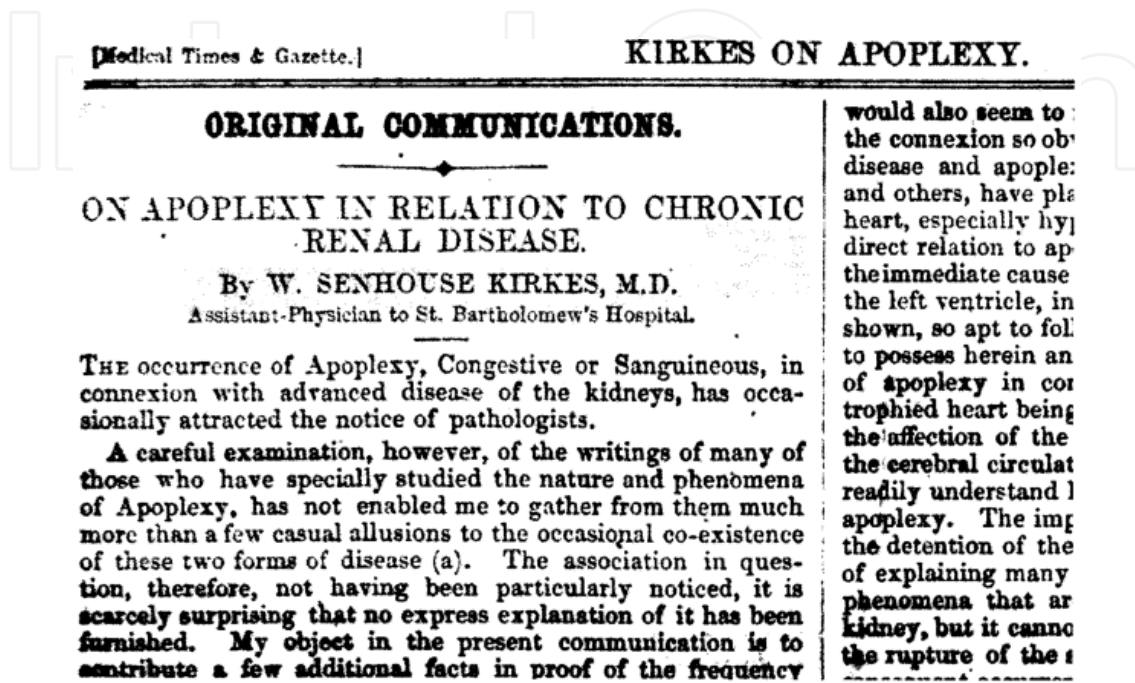 [Medical Times & Gazette.]
KIRKES ON APOPLEXY.
ORIGINAL COMMUNICATIONS.
ON APOPLEXY IN RELATION TO CHRONIC
RENAL DISEASE.
By W. SENHOUSE KIRKES, M.D.
Assistant-Physician to St. Bartholomew's Hospital.
THE occurrence of Apoplexy, Congestive or Sanguineous, in
connexion with advanced disease of the kidneys, has occa-
sionally attracted the notice of pathologists.
A careful examination, however, of the writings of many of
those who have specially studied the nature and phenomena
of Apoplexy, has not enabled me to gather from them much
more than a few casual allusions to the occasional co-existence
of these two forms of disease (a). The association in ques-
tion, therefore, not having been particularly noticed, it is
scarcely surprising that no express explanation of it has been
furnished. My object in the present communication is to
contribute a few additional facts in proof of the frequency
would also seem to
the connexion so ob
disease and apople
and others, have pla
heart, especially hy
direct relation to ap
the immediate cause
the left ventricle, in
shown, so apt to fol
to possess herein an
of apoplexy in cor
trophied heart being
the affection of the
the cerebral circulat
readily understand
apoplexy. The imp
the detention of the
of explaining many
phenomena that ar
kidney, but it canno
the rupture of the